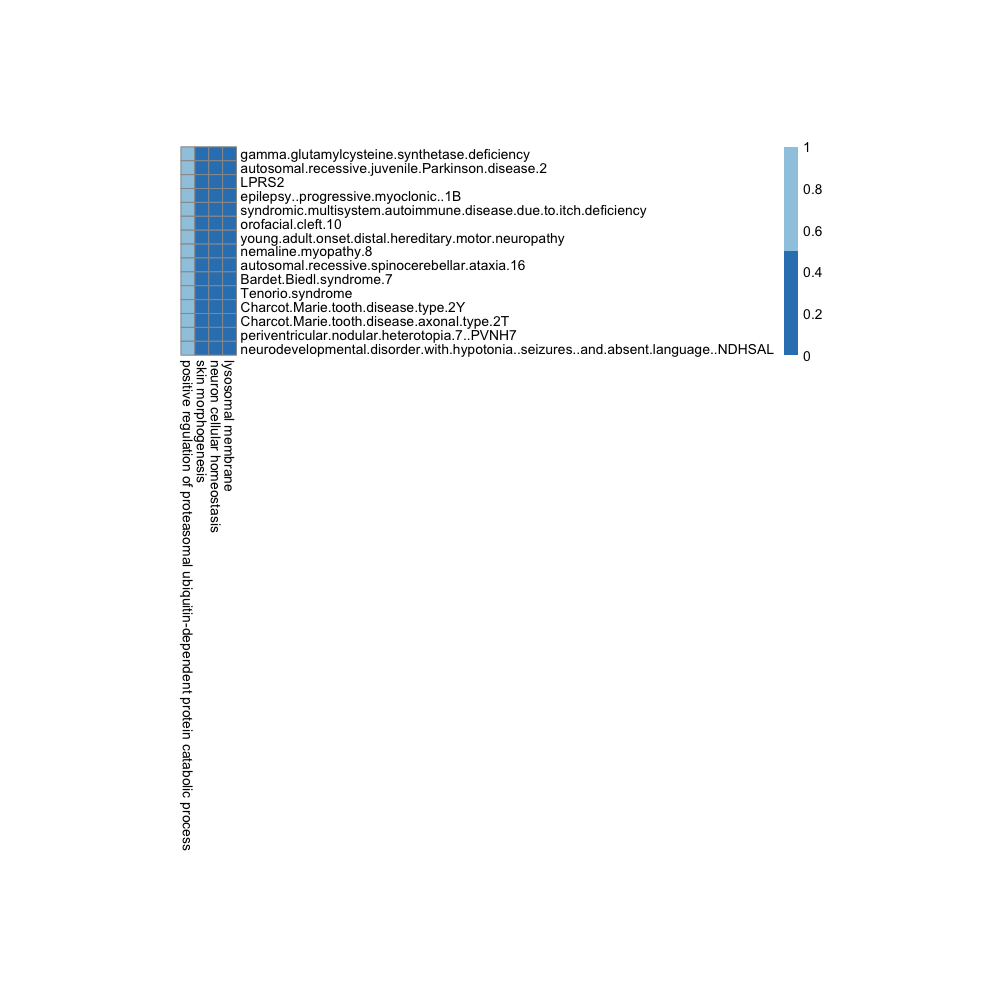 gamma.glutamylcysteine.synthetase.deficiency
autosomal.recessive.juvenile.Parkinson.disease.2
LPRS2
epilepsy..progressive.myoclonic..1B
syndromic.multisystem.autoimmune.disease.due.to.itch.deficiency
orofacial.cleft.10
young.adult.onset.distal.hereditary.motor.neuropathy
nemaline.myopathy.8
autosomal.recessive.spinocerebellar.ataxia.16
Bardet.Biedl.syndrome.7
Tenorio.syndrome
Charcot.Marie.tooth.disease.type.2Y
Charcot.Marie.tooth.disease.axonal.type.2T
periventricular.nodular.heterotopia.7..PVNH7
neurodevelopmental.disorder.with.hypotonia..seizures..and.absent.language..NDHSAL
1
0.8
0.6
0.4
0.2
0
positive regulation of proteasomal ubiquitin-dependent protein catabolic process
skin morphogenesis
neuron cellular homeostasis
lysosomal membrane